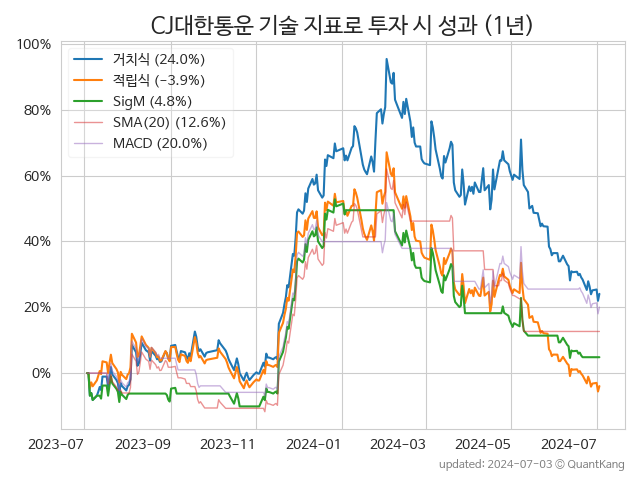 CJ대한통운 기술 지표로 투자 시 성과 (1년)
거치식 (24.0%)
적립식 (−3.9%)
SigM (4.8%)
SMA(20) (12.6%)
MACD (20.0%)
100%
80%
60%
40%
20%
0%
2023-07 2023-09 2023-11 2024-01 2024-03 2024-05 2024-07
updated: 2024-07-03 © QuantKang